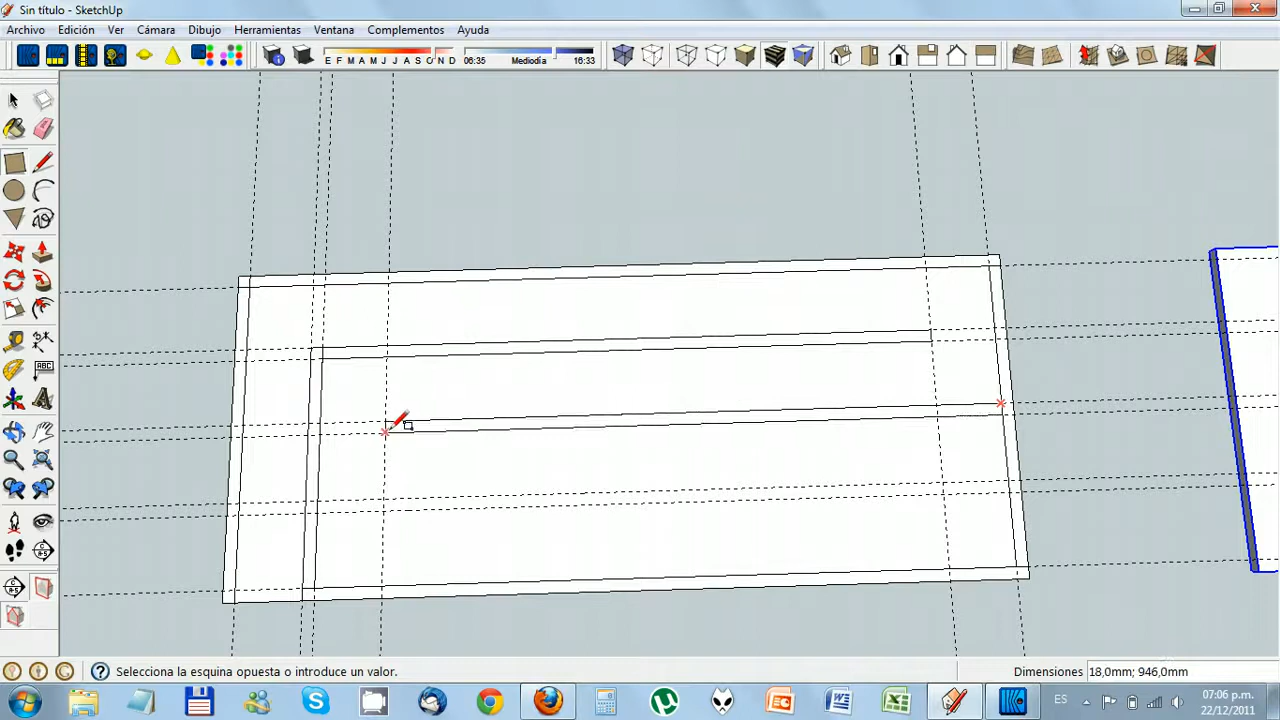 Sin título - SketchUp
Archivo Edición Ver Cámara Dibujo Herramientas Ventana Complementos Ayuda
E F M A M J J A S O N D 06:35 Mediodía 16:33
ABC
Selecciona la esquina opuesta o introduce un valor. Dimensiones 18,0mm; 946,0mm
ES 07:06 p.m.
22/12/2011